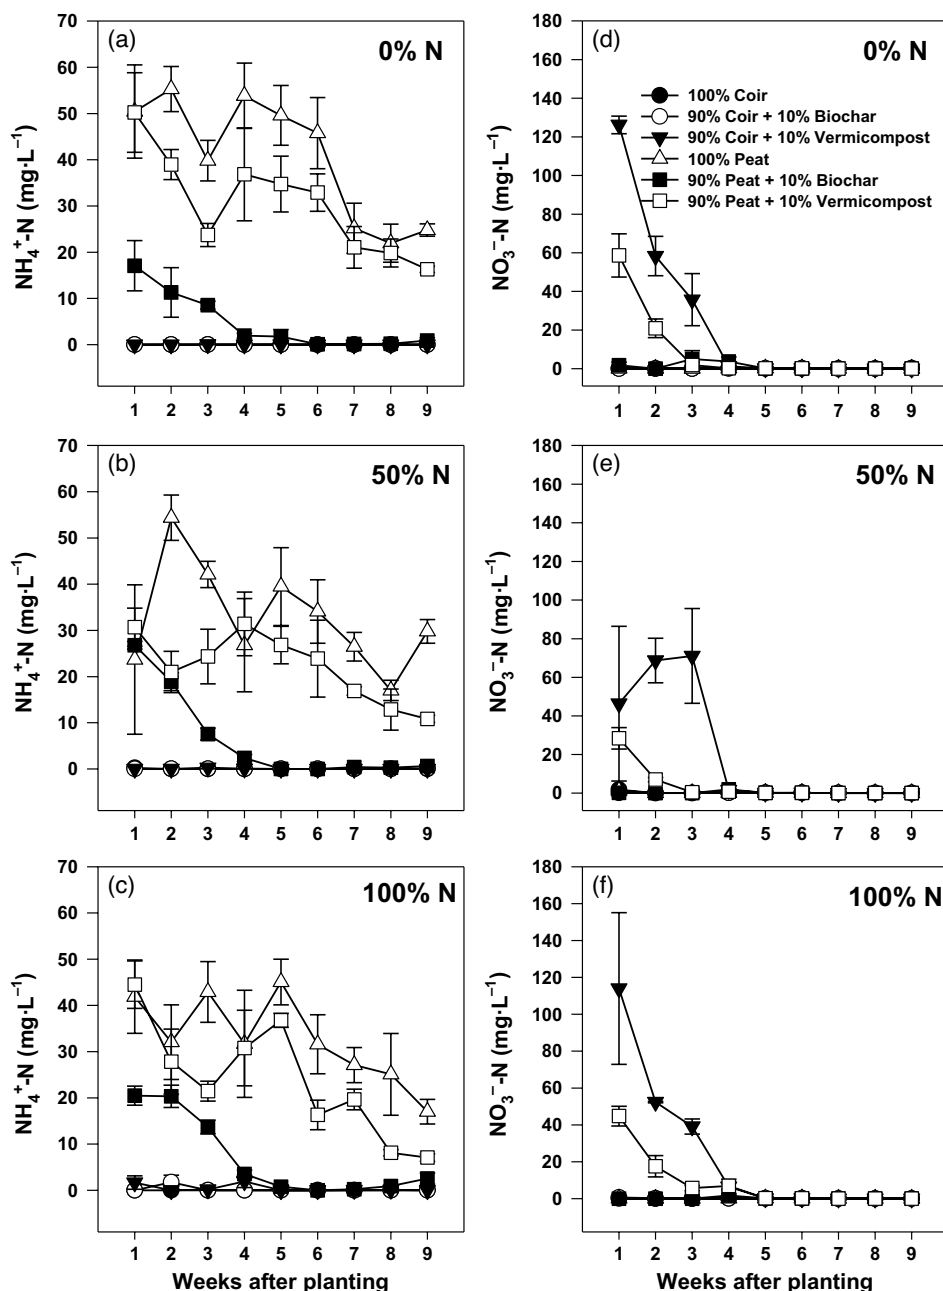 (a)
0% N
NH₄⁺-N (mg·L⁻¹)
70
60
50
40
30
20
10
0
1 2 3 4 5 6 7 8 9
(d)
0% N
NO₃⁻-N (mg·L⁻¹)
180
160
140
120
100
80
60
40
20
0
100% Coir
90% Coir + 10% Biochar
90% Coir + 10% Vermicompost
100% Peat
90% Peat + 10% Biochar
90% Peat + 10% Vermicompost
1 2 3 4 5 6 7 8 9
(b)
50% N
NH₄⁺-N (mg·L⁻¹)
70
60
50
40
30
20
10
0
1 2 3 4 5 6 7 8 9
(e)
50% N
NO₃⁻-N (mg·L⁻¹)
180
160
140
120
100
80
60
40
20
0
1 2 3 4 5 6 7 8 9
(c)
100% N
NH₄⁺-N (mg·L⁻¹)
70
60
50
40
30
20
10
0
1 2 3 4 5 6 7 8 9
Weeks after planting
(f)
100% N
NO₃⁻-N (mg·L⁻¹)
180
160
140
120
100
80
60
40
20
0
1 2 3 4 5 6 7 8 9
Weeks after planting